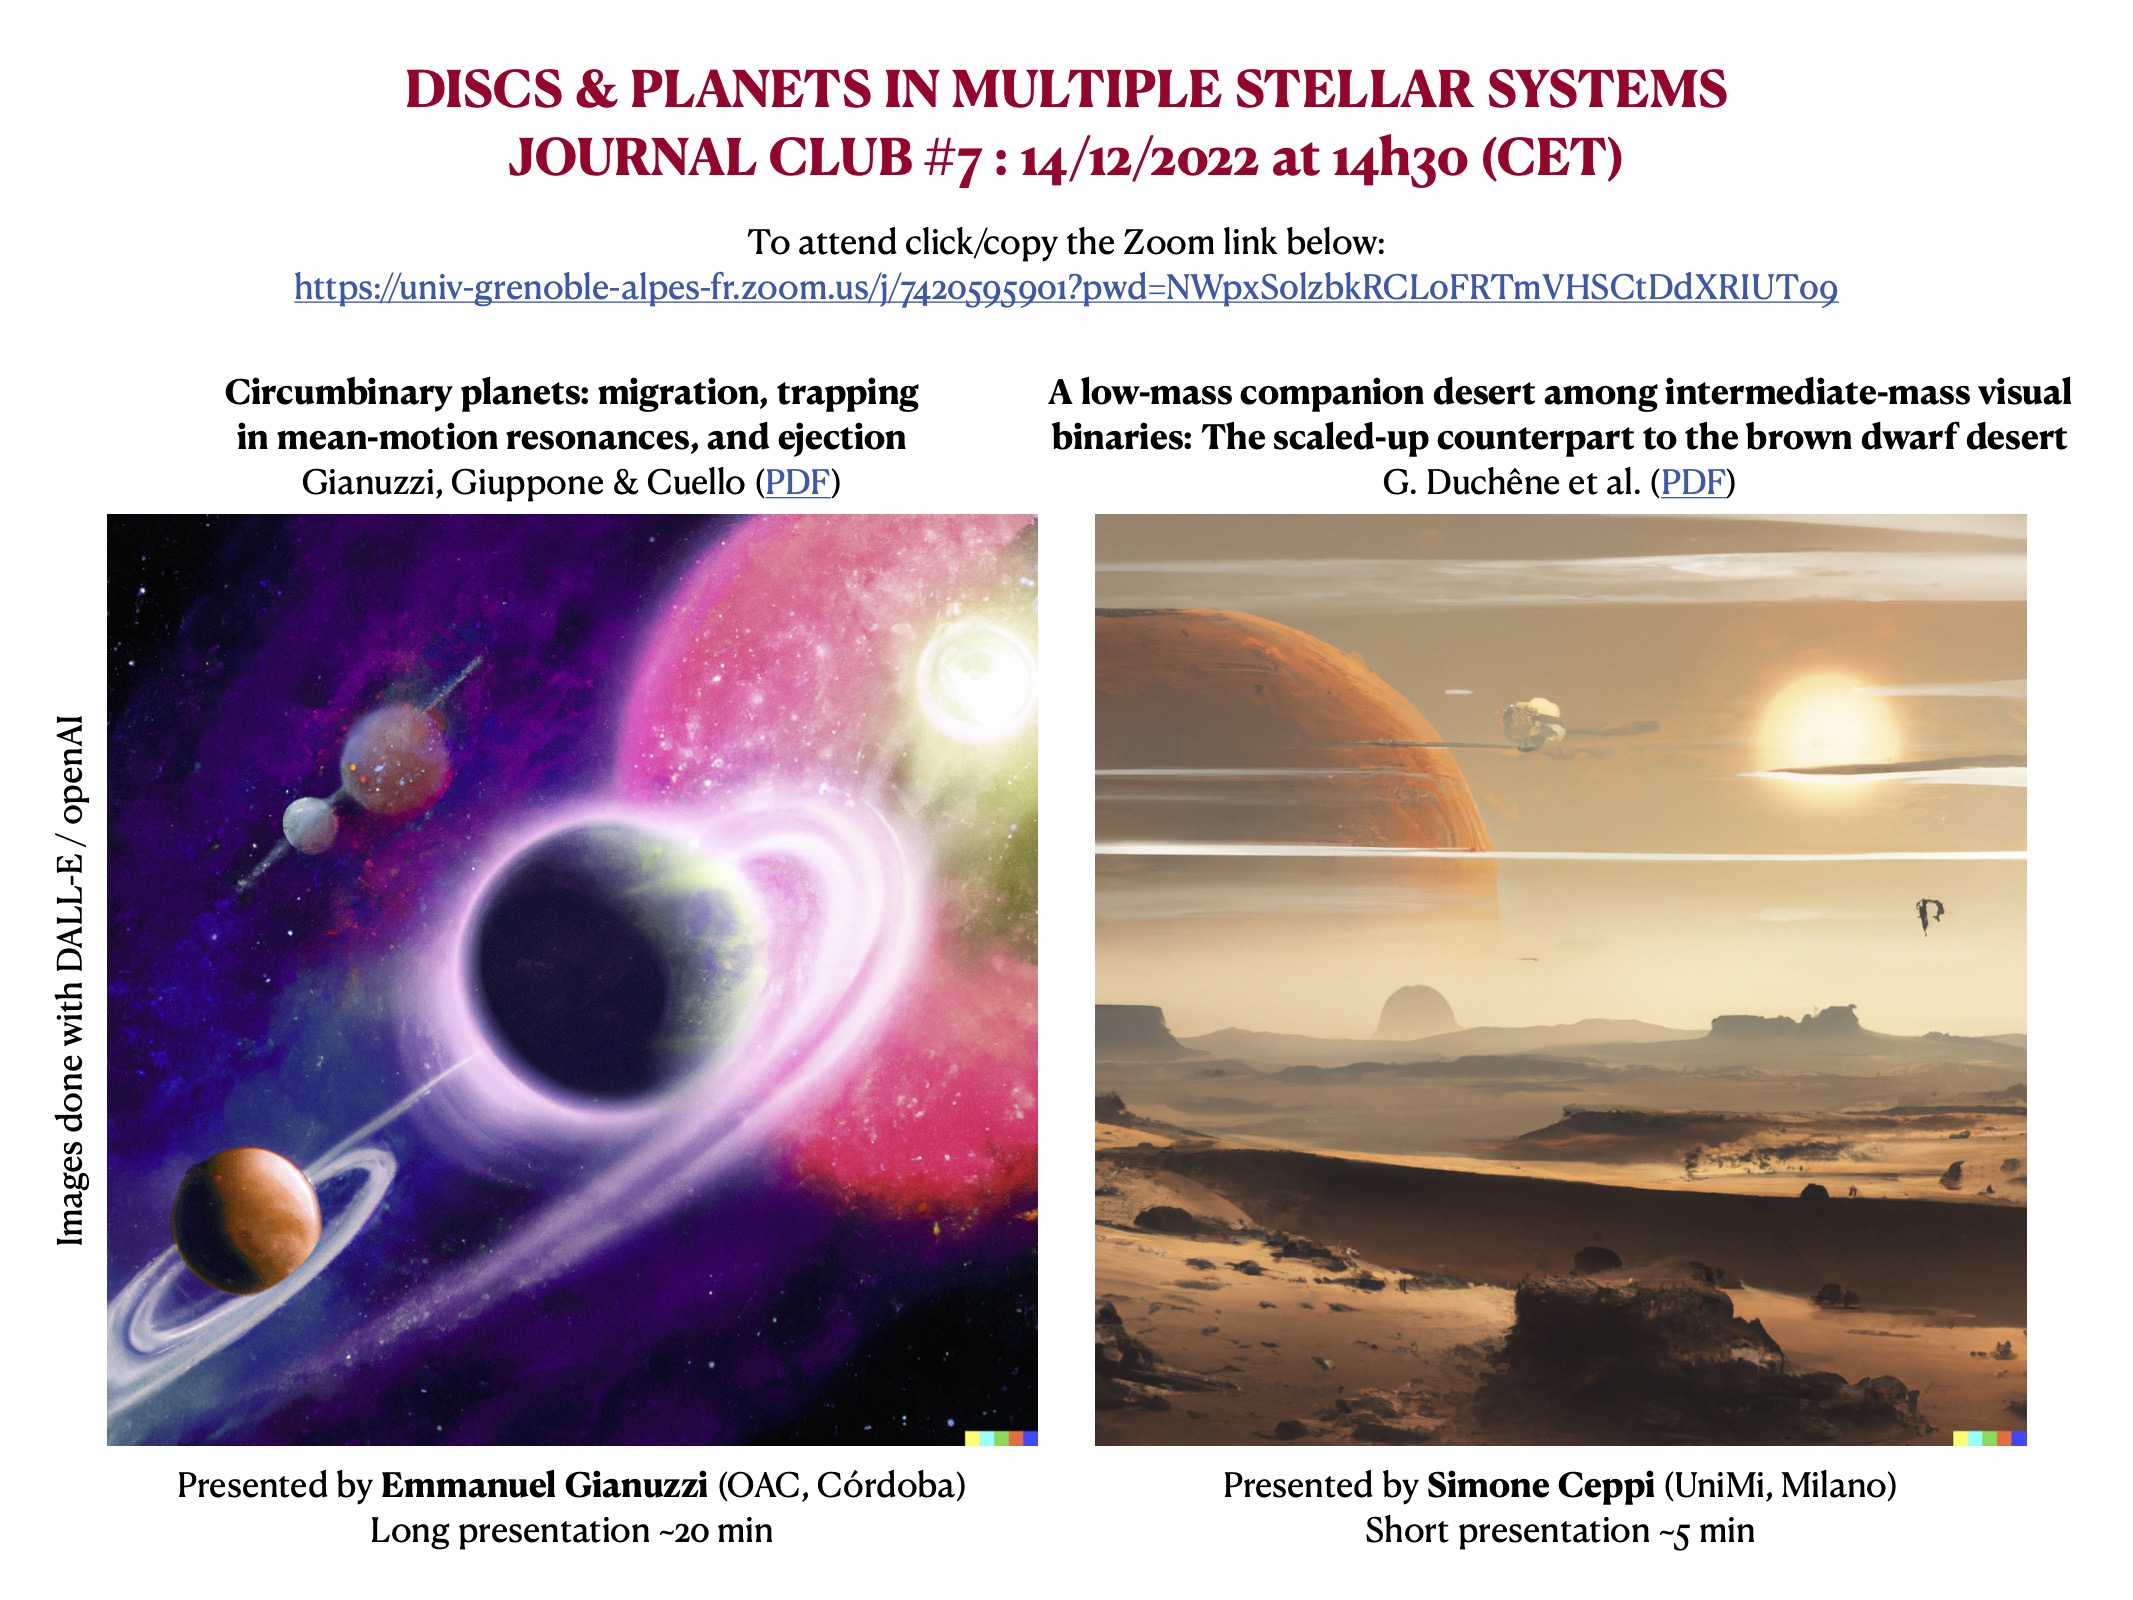 DISCS & PLANETS IN MULTIPLE STELLAR SYSTEMS
JOURNAL CLUB #7 : 14/12/2022 at 14h30 (CET)
To attend click/copy the Zoom link below:
https://univ-grenoble-alpes-fr.zoom.us/j/7420595901?pwd=NWpxS0lzbkRCL0FRTmVHSCtDdXRIUT09
Circumbinary planets: migration, trapping
in mean-motion resonances, and ejection
Gianuzzi, Giuppone & Cuello (PDF)
A low-mass companion desert among intermediate-mass visual
binaries: The scaled-up counterpart to the brown dwarf desert
G. Duchêne et al. (PDF)
Images done with DALL-E / openAI
Presented by Emmanuel Gianuzzi (OAC, Córdoba)
Long presentation ~20 min
Presented by Simone Ceppi (UniMi, Milano)
Short presentation ~5 min